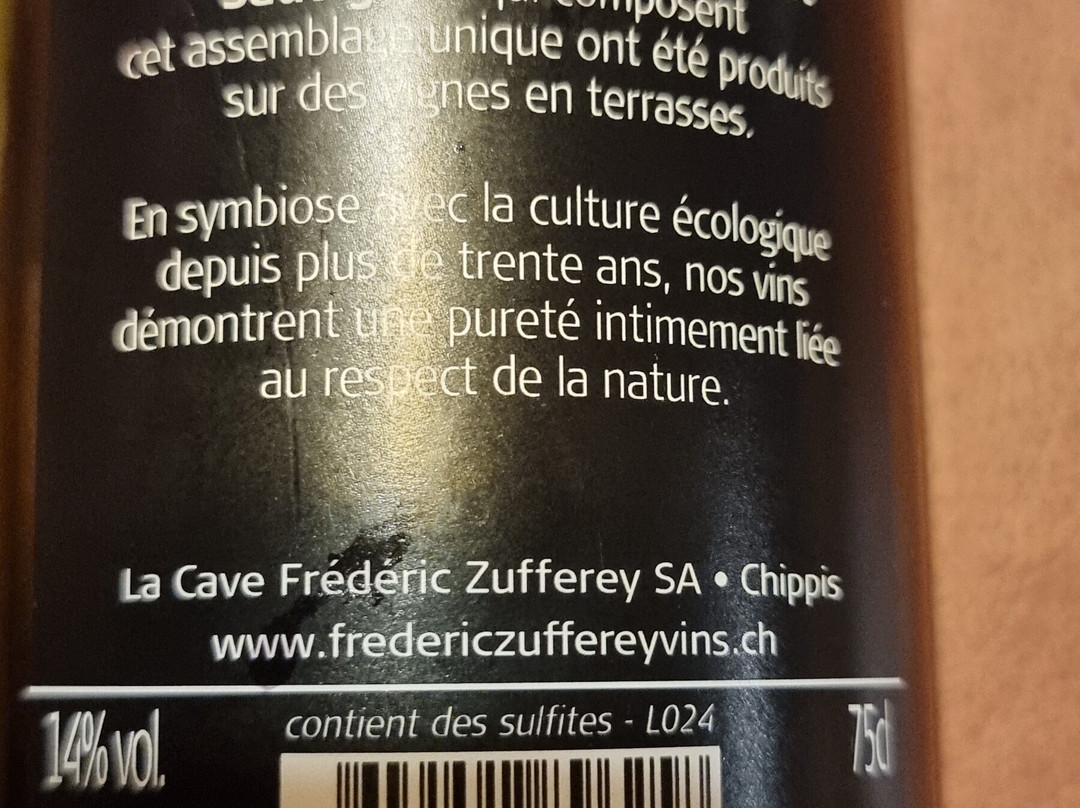 composent
cet assemblage unique ont été produits
sur des vignes en terrasses.
En symbiose avec la culture écologique
depuis plus de trente ans, nos vins
démontrent une pureté intimement liée
au respect de la nature.
La Cave Frédéric Zufferey SA • Chippis
www.fredericzuffereyvins.ch
contient des sulfites - L024
14% vol. 75cl